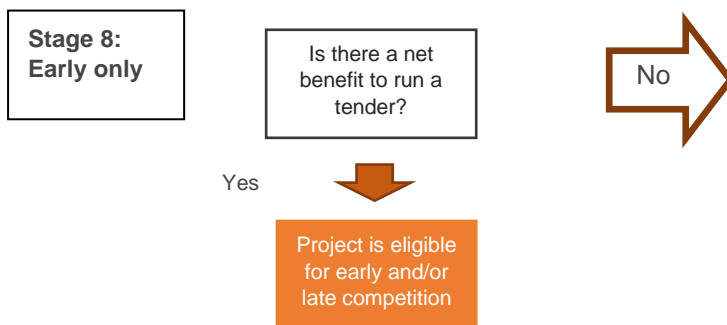 Stage 8:
Early only
Is there a net
benefit to run a
tender?
No
Yes
Project is eligible
for early and/or
late competition